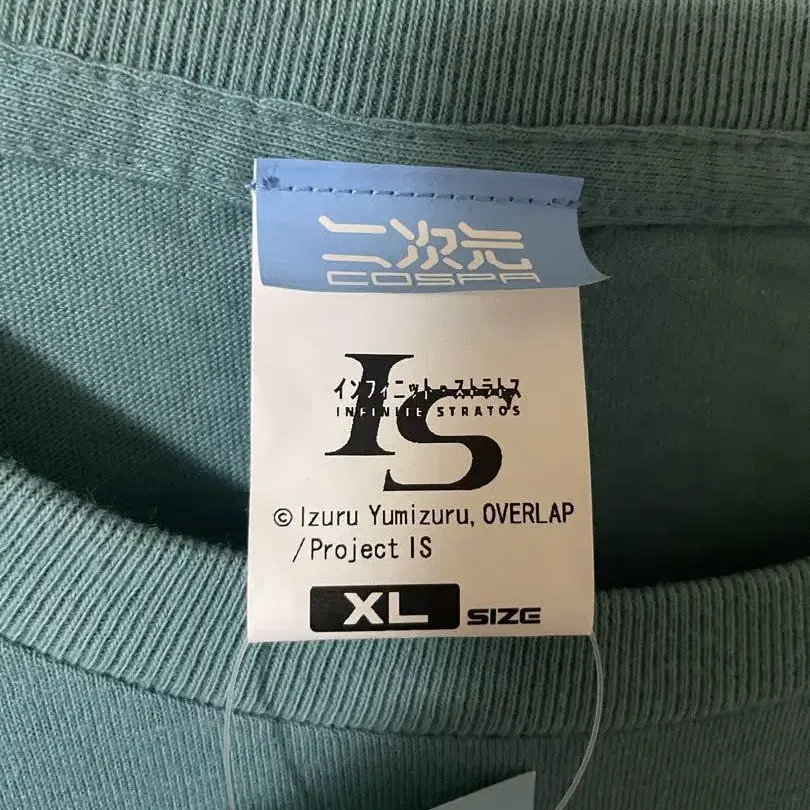 二次元
COSPA
IS
インフィニット・ストラトス
INFINITE STRATOS
© Izuru Yumizuru, OVERLAP
/Project IS
XL SIZE